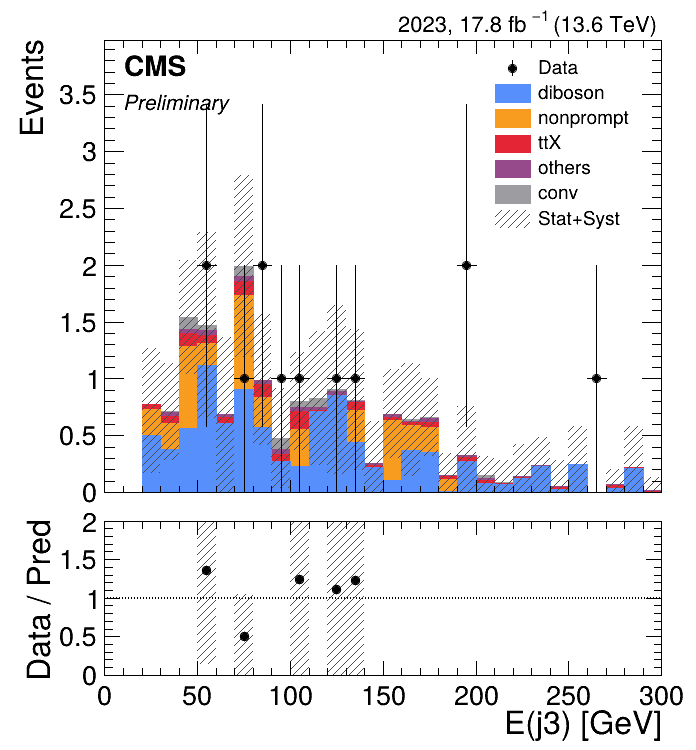 2023, 17.8 fb⁻¹ (13.6 TeV)
CMS
Preliminary
Events
Data
diboson
nonprompt
ttX
others
conv
Stat+Syst
3.5
3
2.5
2
1.5
1
0.5
0
Data / Pred
2
1.5
1
0.5
0
0 50 100 150 200 250 300
E(j3) [GeV]